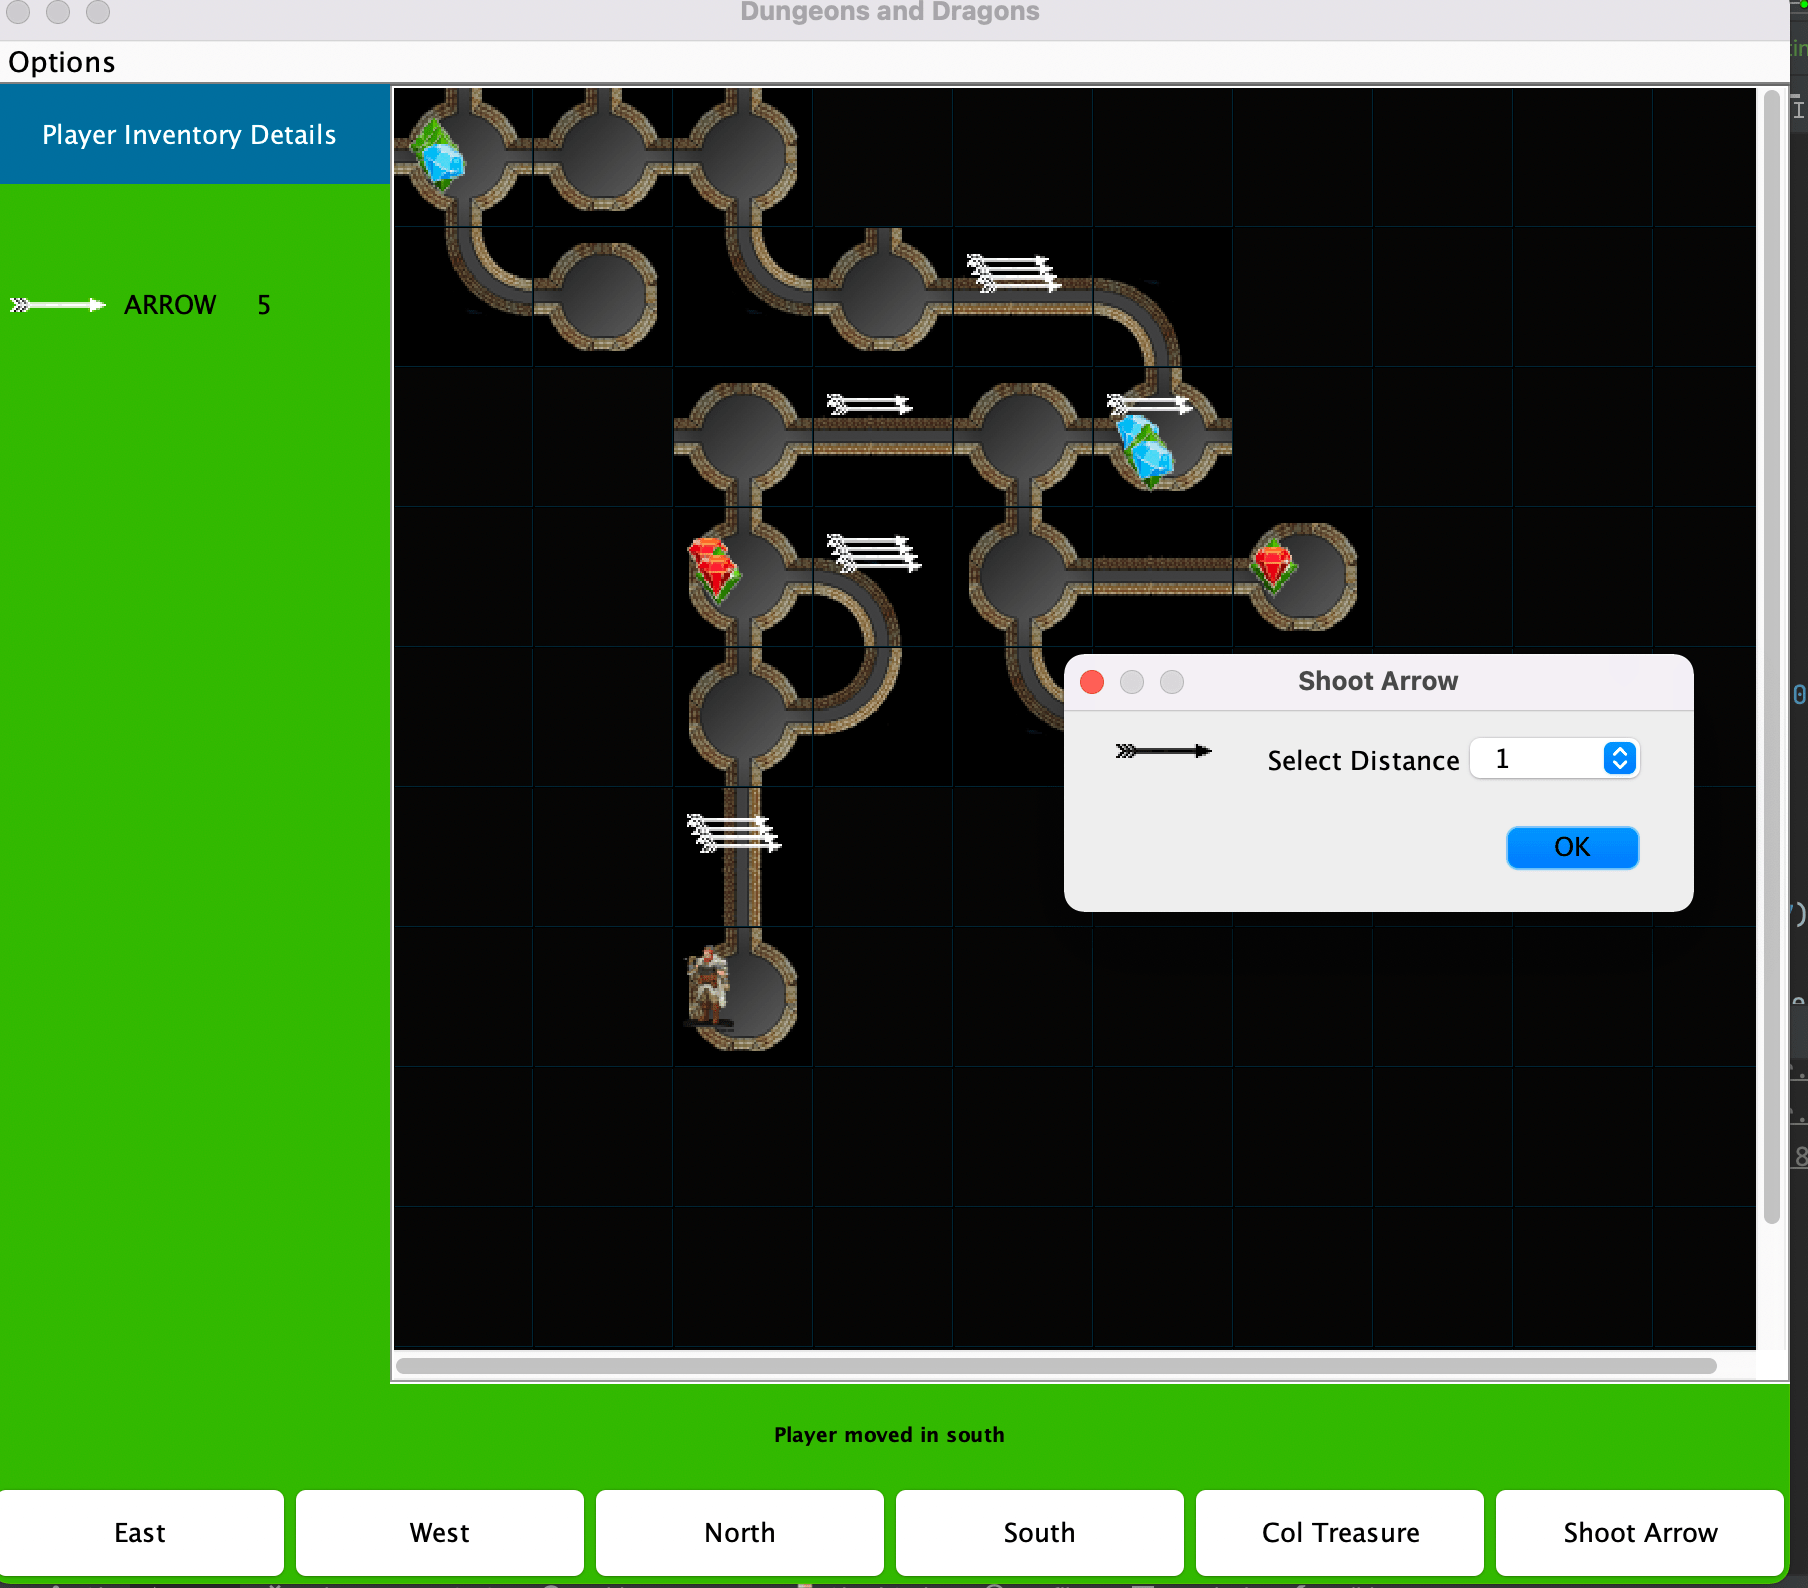 Dungeons and Dragons
Options
Player Inventory Details
ARROW 5
Shoot Arrow
Select Distance 1
OK
Player moved in south
East West North South Col Treasure Shoot Arrow